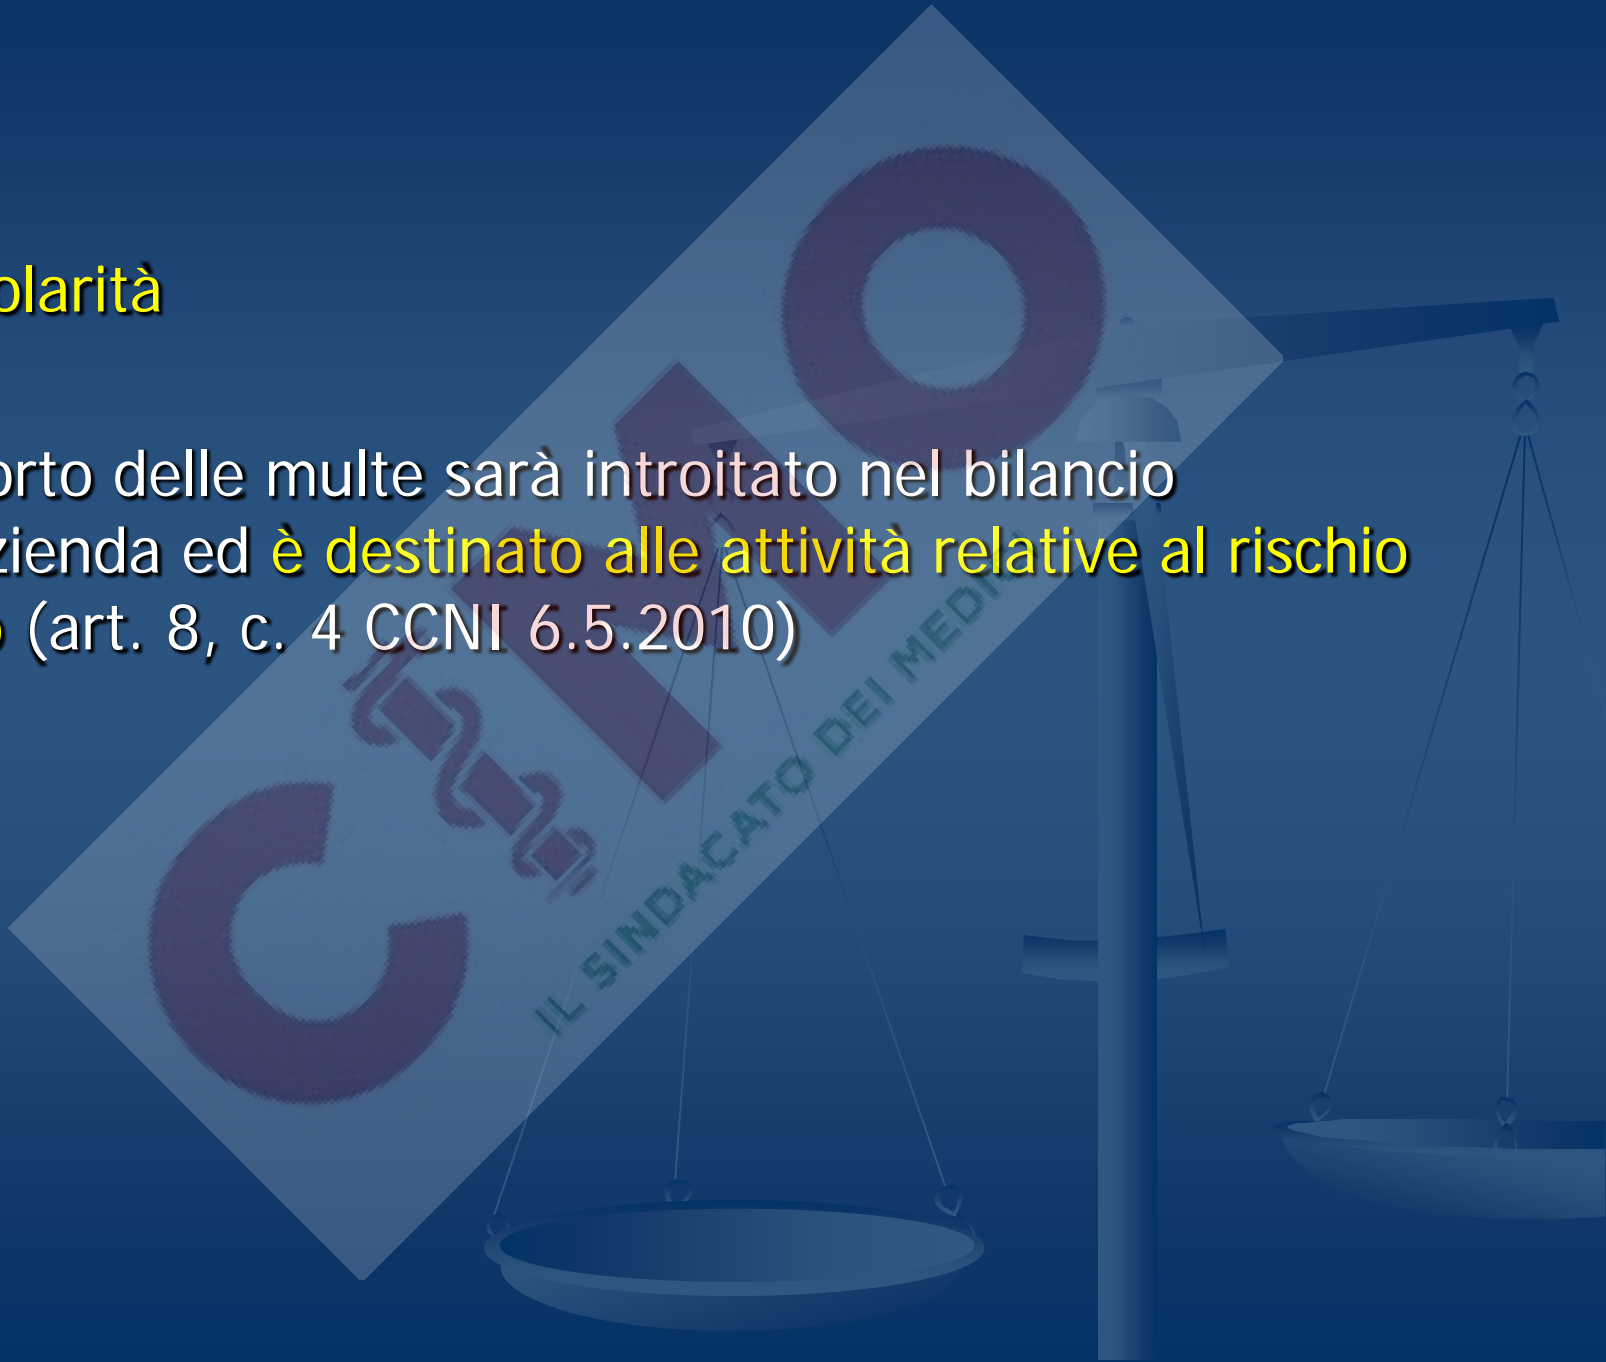 olarità
orto delle multe sarà introitato nel bilancio
zienda ed è destinato alle attività relative al rischio
o (art. 8, c. 4 CCNI 6.5.2010)
CIMO
IL SINDACATO DEI MEDICI